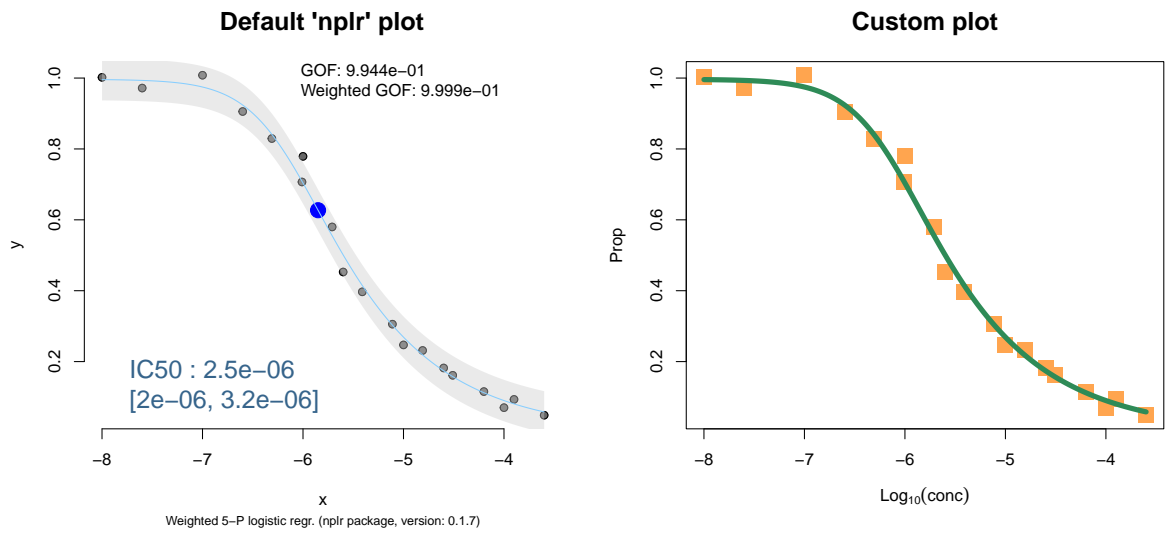 Default 'nplr' plot
GOF: 9.944e−01
Weighted GOF: 9.999e−01
1.0
0.8
0.6
0.4
0.2
y
IC50 : 2.5e−06
[2e−06, 3.2e−06]
−8 −7 −6 −5 −4
x
Weighted 5−P logistic regr. (nplr package, version: 0.1.7)
Custom plot
1.0
0.8
0.6
0.4
0.2
Prop
−8 −7 −6 −5 −4
Log10(conc)